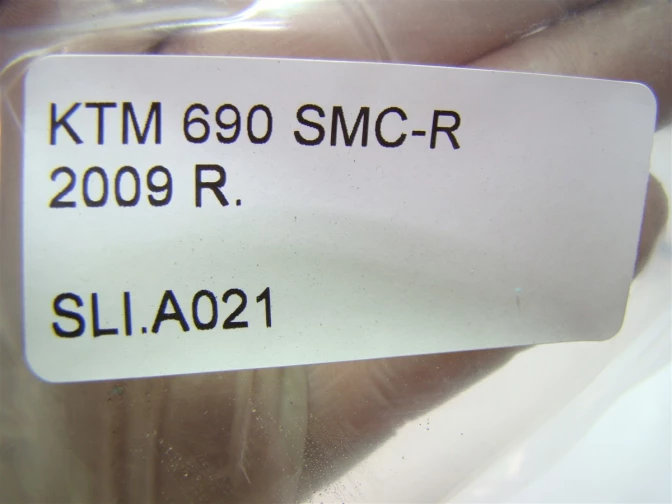 KTM 690 SMC-R
2009 R.
SLI.A021